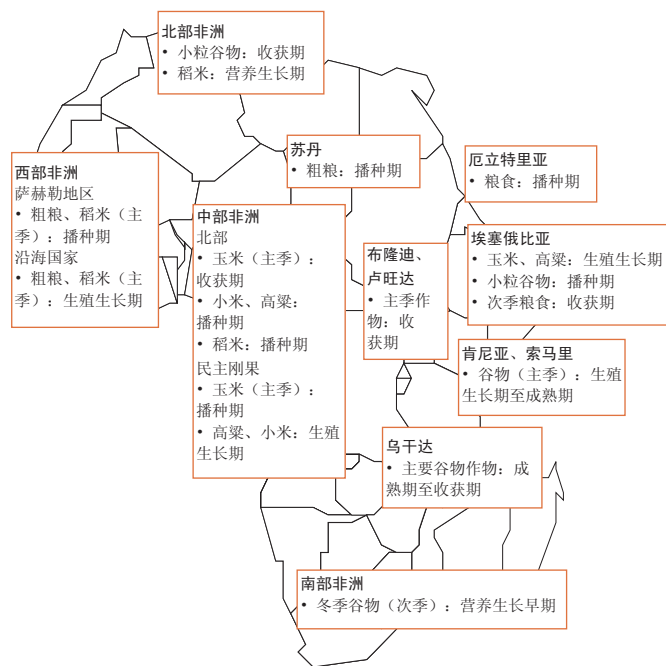 北部非洲
• 小粒谷物：收获期
• 稻米：营养生长期
苏丹
• 粗粮：播种期
厄立特里亚
• 粮食：播种期
西部非洲
萨赫勒地区
• 粗粮、稻米（主
季）：播种期
沿海国家
• 粗粮、稻米（主
季）：生殖生长期
中部非洲
北部
• 玉米（主季）：
收获期
• 小米、高粱：
播种期
• 稻米：播种期
民主刚果
• 玉米（主季）：
播种期
• 高粱、小米：生殖
生长期
布隆迪、
卢旺达
• 主季作
物：收
获期
埃塞俄比亚
• 玉米、高粱：生殖生长期
• 小粒谷物：播种期
• 次季粮食：收获期
肯尼亚、索马里
• 谷物（主季）：生殖
生长期至成熟期
乌干达
• 主要谷物作物：成
熟期至收获期
南部非洲
• 冬季谷物（次季）：营养生长早期